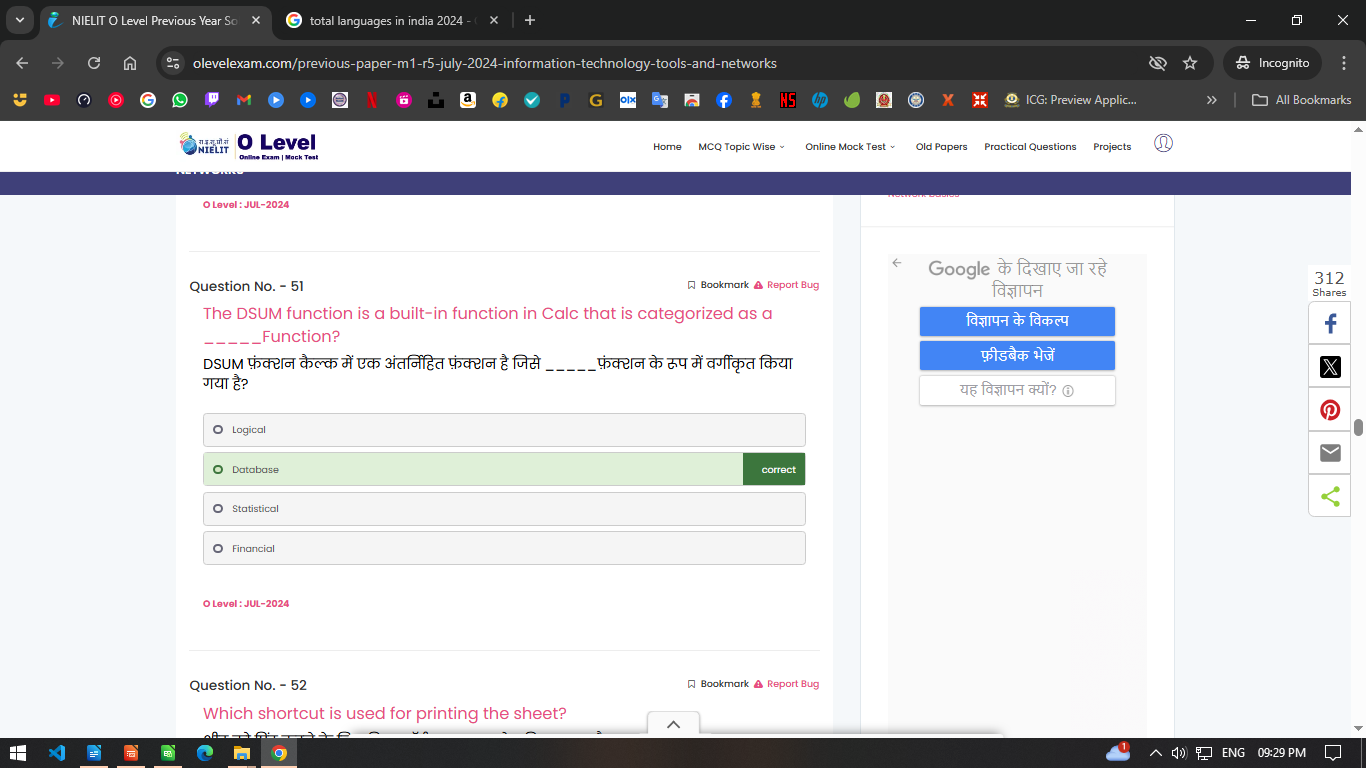 NIELIT O Level Previous Year So
total languages in india 2024 -
olevelexam.com/previous-paper-m1-r5-july-2024-information-technology-tools-and-networks
Incognito
ICG: Preview Applic...
All Bookmarks
NIELIT
O Level
Online Exam | Mock Test
Home
MCQ Topic Wise
Online Mock Test
Old Papers
Practical Questions
Projects
NETWORKS
O Level : JUL-2024
Network Basics
Question No. - 51
Bookmark
Report Bug
The DSUM function is a built-in function in Calc that is categorized as a
_____Function?
DSUM फ़ंक्शन कैल्क में एक अंतर्निहित फ़ंक्शन है जिसे _____फ़ंक्शन के रूप में वर्गीकृत किया
गया है?
Logical
Database
correct
Statistical
Financial
O Level : JUL-2024
Question No. - 52
Bookmark
Report Bug
Which shortcut is used for printing the sheet?
Google के दिखाए जा रहे
विज्ञापन
विज्ञापन के विकल्प
फ़ीडबैक भेजें
यह विज्ञापन क्यों?
312
Shares
1
ENG
09:29 PM